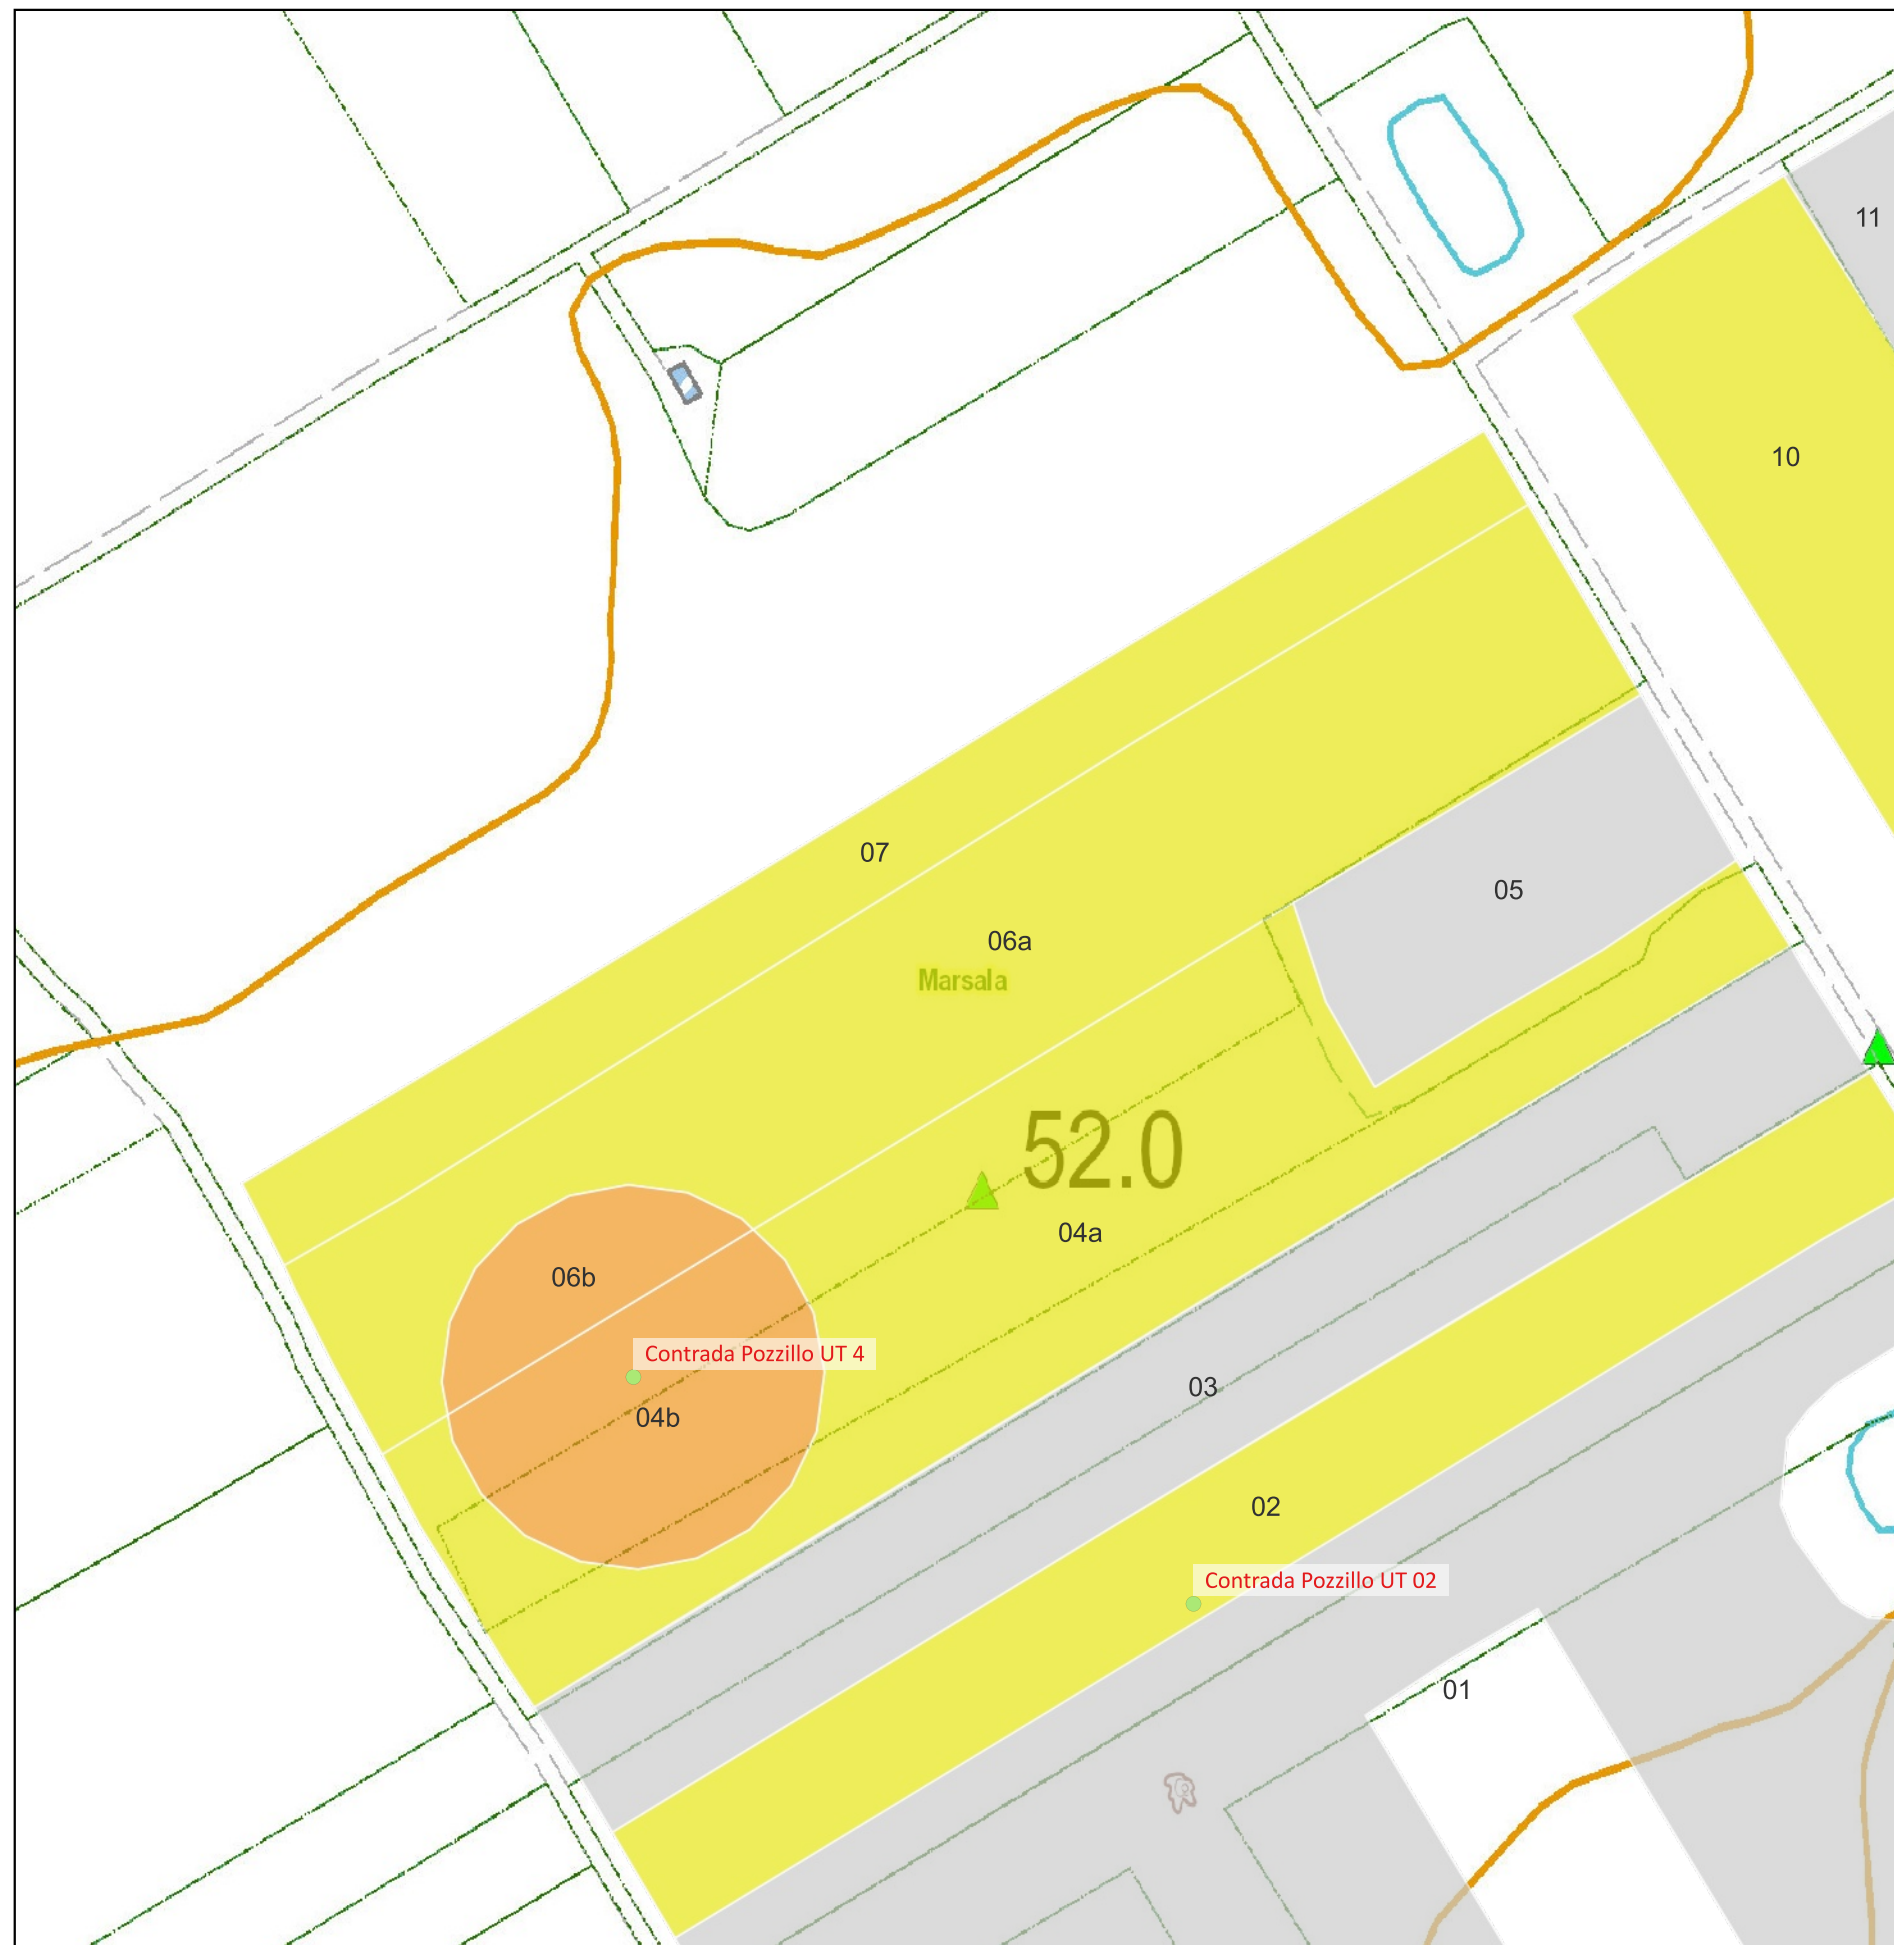 11
10
07
05
06a
Marsala
52.0
04a
06b
Contrada Pozzillo UT 4
03
04b
02
Contrada Pozzillo UT 02
01